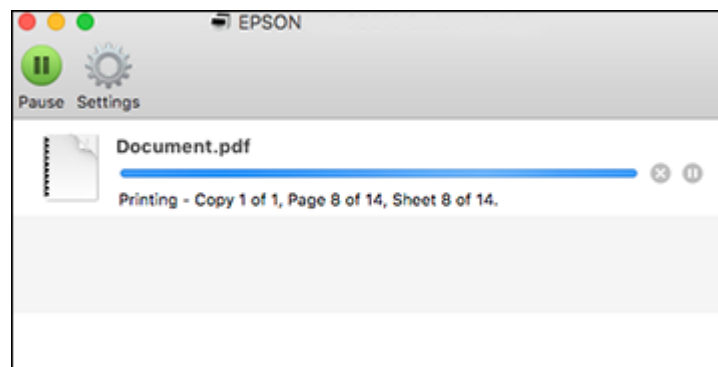 EPSON
Pause Settings
Document.pdf
Printing - Copy 1 of 1, Page 8 of 14, Sheet 8 of 14.